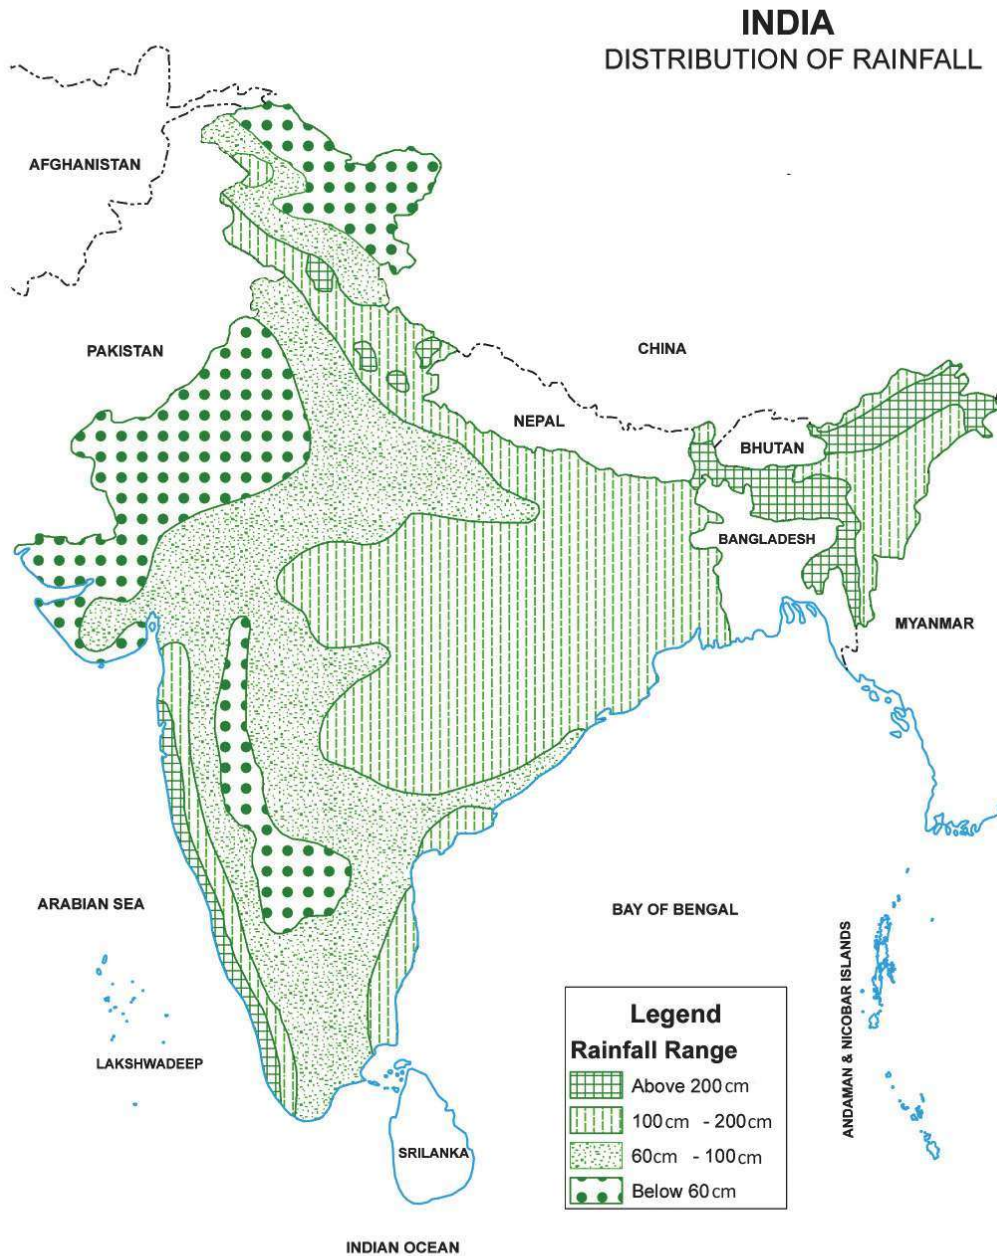 INDIA
DISTRIBUTION OF RAINFALL
AFGHANISTAN
PAKISTAN
CHINA
NEPAL
BHUTAN
BANGLADESH
MYANMAR
ARABIAN SEA
BAY OF BENGAL
ANDAMAN & NICOBAR ISLANDS
LAKSHWADEEP
SRILANKA
Legend
Rainfall Range
Above 200cm
100cm - 200cm
60cm - 100cm
Below 60cm
INDIAN OCEAN